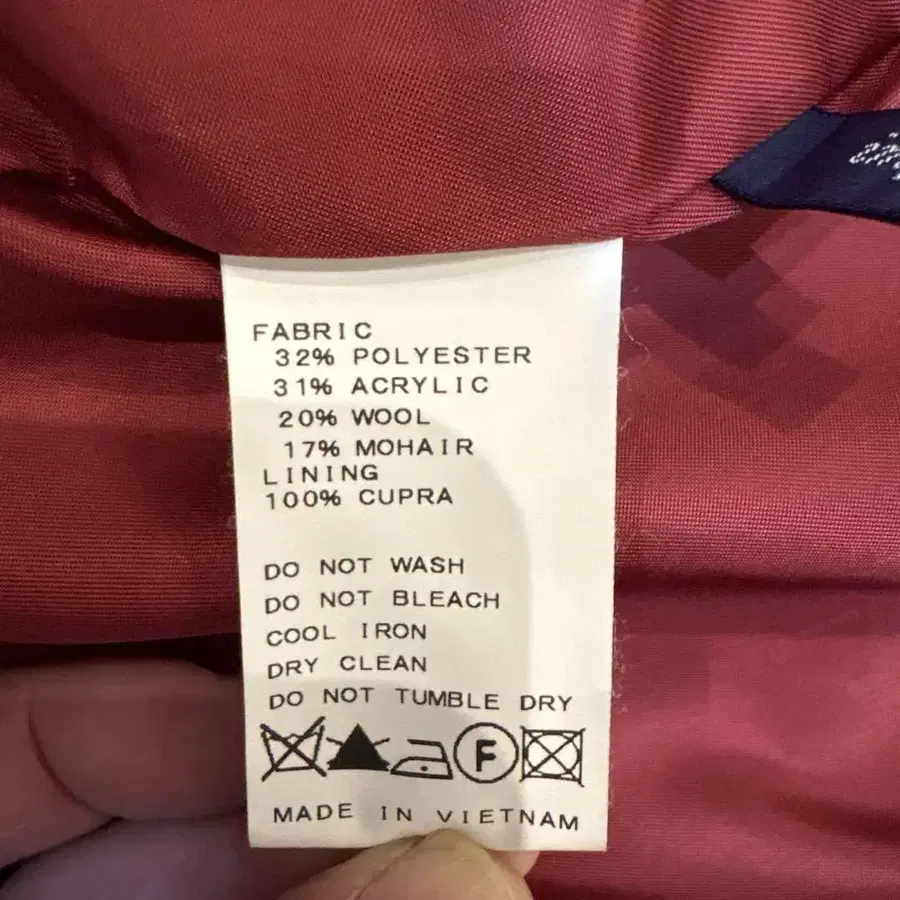 FABRIC
32% POLYESTER
31% ACRYLIC
20% WOOL
17% MOHAIR
LINING
100% CUPRA
DO NOT WASH
DO NOT BLEACH
COOL IRON
DRY CLEAN
DO NOT TUMBLE DRY
F
MADE IN VIETNAM